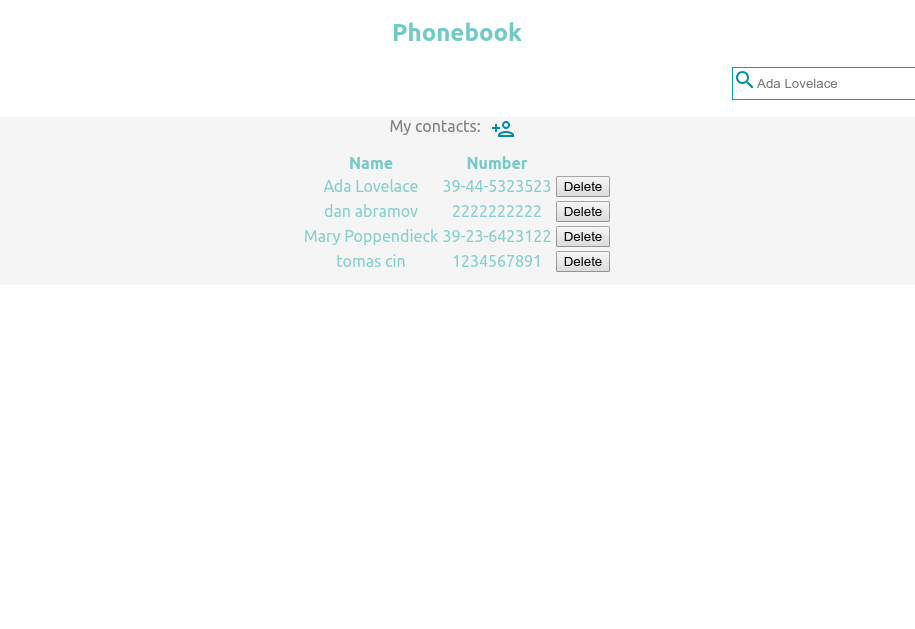 Phonebook
Ada Lovelace
My contacts:
Name Number
Ada Lovelace 39-44-5323523 Delete
dan abramov 2222222222 Delete
Mary Poppendieck 39-23-6423122 Delete
tomas cin 1234567891 Delete